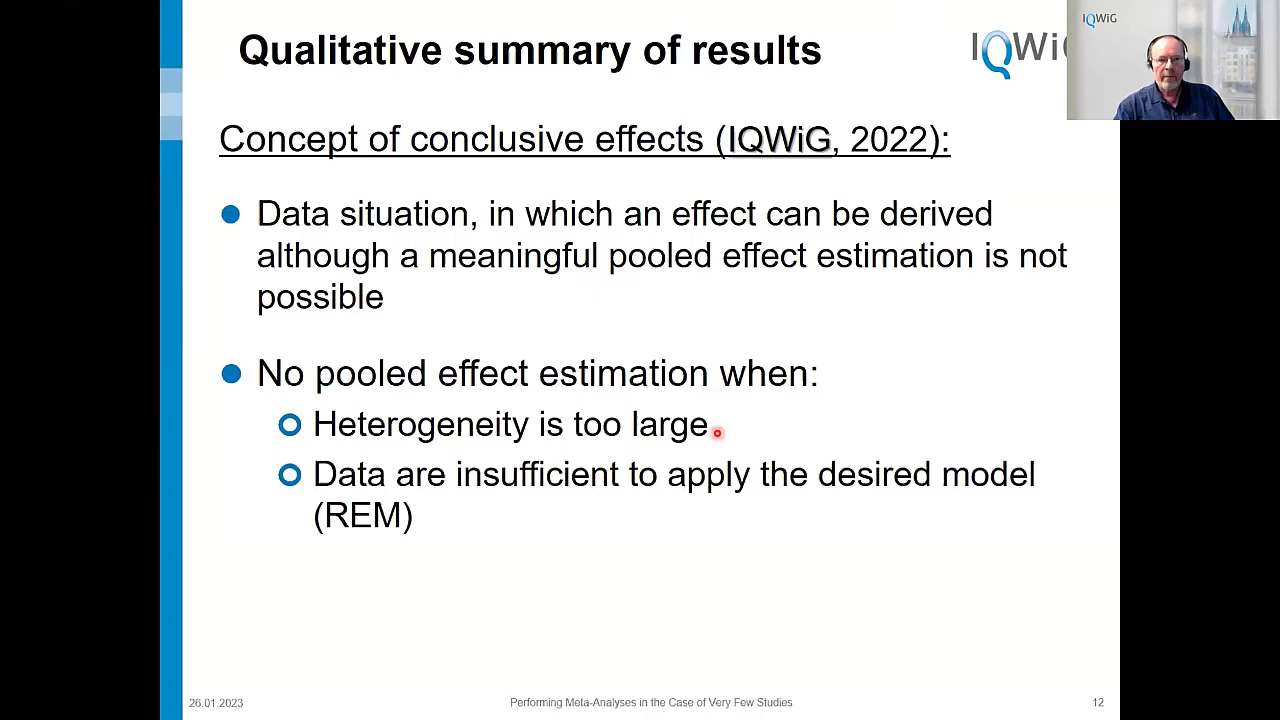 Qualitative summary of results
IQWiG
IQWiG
Concept of conclusive effects (IQWiG, 2022):
Data situation, in which an effect can be derived
although a meaningful pooled effect estimation is not
possible
No pooled effect estimation when:
Heterogeneity is too large
Data are insufficient to apply the desired model
(REM)
26.01.2023
Performing Meta-Analyses in the Case of Very Few Studies
12